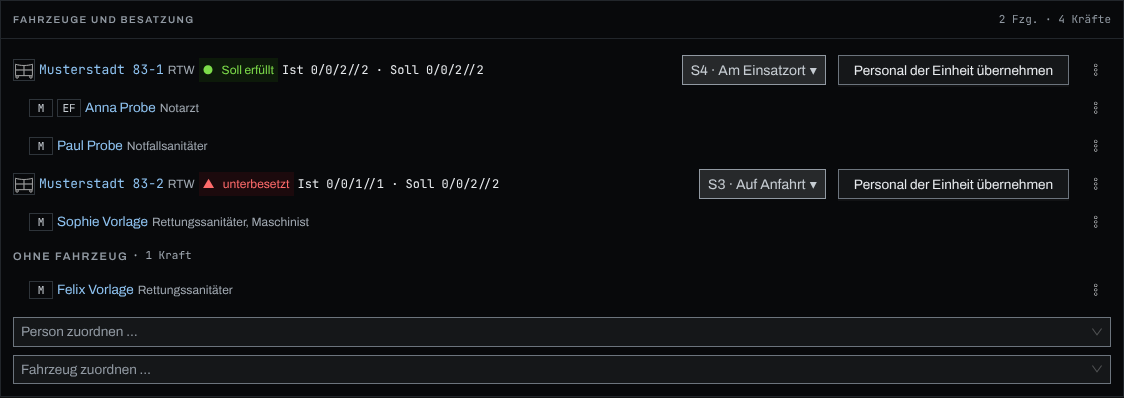 FAHRZEUGE UND BESATZUNG 2 Fzg. · 4 Kräfte
Musterstadt 83-1 RTW Soll erfüllt Ist 0/0/2//2 · Soll 0/0/2//2 S4 · Am Einsatzort ▾ Personal der Einheit übernehmen
M EF Anna Probe Notarzt
M Paul Probe Notfallsanitäter
Musterstadt 83-2 RTW unterbesetzt Ist 0/0/1//1 · Soll 0/0/2//2 S3 · Auf Anfahrt ▾ Personal der Einheit übernehmen
M Sophie Vorlage Rettungssanitäter, Maschinist
OHNE FAHRZEUG · 1 Kraft
M Felix Vorlage Rettungssanitäter
Person zuordnen ...
Fahrzeug zuordnen ...